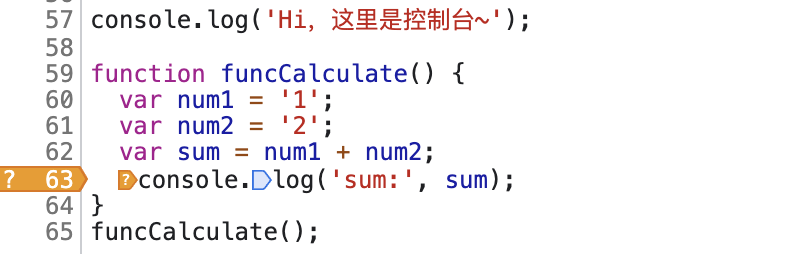 57 console.log('Hi，这里是控制台~');
58
59 function funcCalculate() {
60   var num1 = '1';
61   var num2 = '2';
62   var sum = num1 + num2;
? 63   ?console.log('sum:', sum);
64 }
65 funcCalculate();